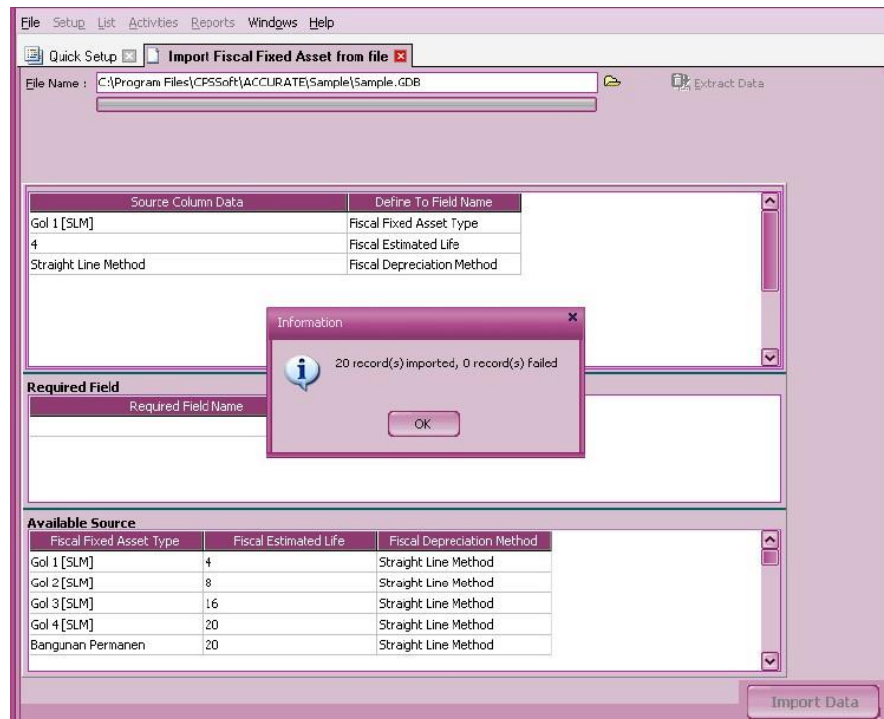 File Setup List Activities Reports Windows Help
Quick Setup Import Fiscal Fixed Asset from file
File Name : C:\Program Files\CPSSoft\ACCURATE\Sample\Sample.GDB Extract Data
Source Column Data Define To Field Name
Gol 1 [SLM] Fiscal Fixed Asset Type
4 Fiscal Estimated Life
Straight Line Method Fiscal Depreciation Method
Information
20 record(s) imported, 0 record(s) failed
OK
Required Field
Required Field Name
Available Source
Fiscal Fixed Asset Type Fiscal Estimated Life Fiscal Depreciation Method
Gol 1 [SLM] 4 Straight Line Method
Gol 2 [SLM] 8 Straight Line Method
Gol 3 [SLM] 16 Straight Line Method
Gol 4 [SLM] 20 Straight Line Method
Bangunan Permanen 20 Straight Line Method
Import Data